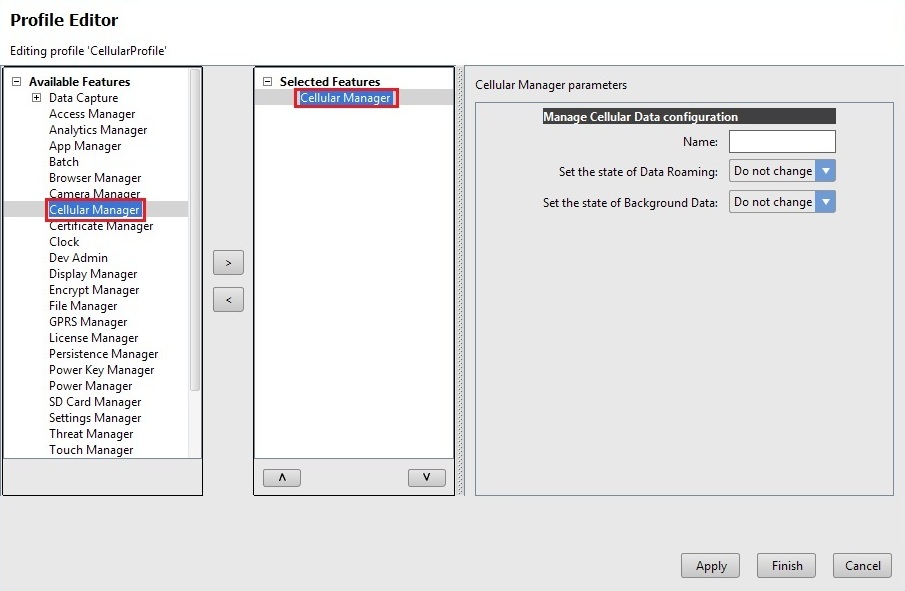 Profile Editor
Editing profile 'CellularProfile'
Available Features
Data Capture
Access Manager
Analytics Manager
App Manager
Batch
Browser Manager
Camera Manager
Cellular Manager
Certificate Manager
Clock
Dev Admin
Display Manager
Encrypt Manager
File Manager
GPRS Manager
License Manager
Persistence Manager
Power Key Manager
Power Manager
SD Card Manager
Settings Manager
Threat Manager
Touch Manager
>
<
Selected Features
Cellular Manager
Cellular Manager parameters
Manage Cellular Data configuration
Name:
Set the state of Data Roaming: Do not change
Set the state of Background Data: Do not change
Apply Finish Cancel